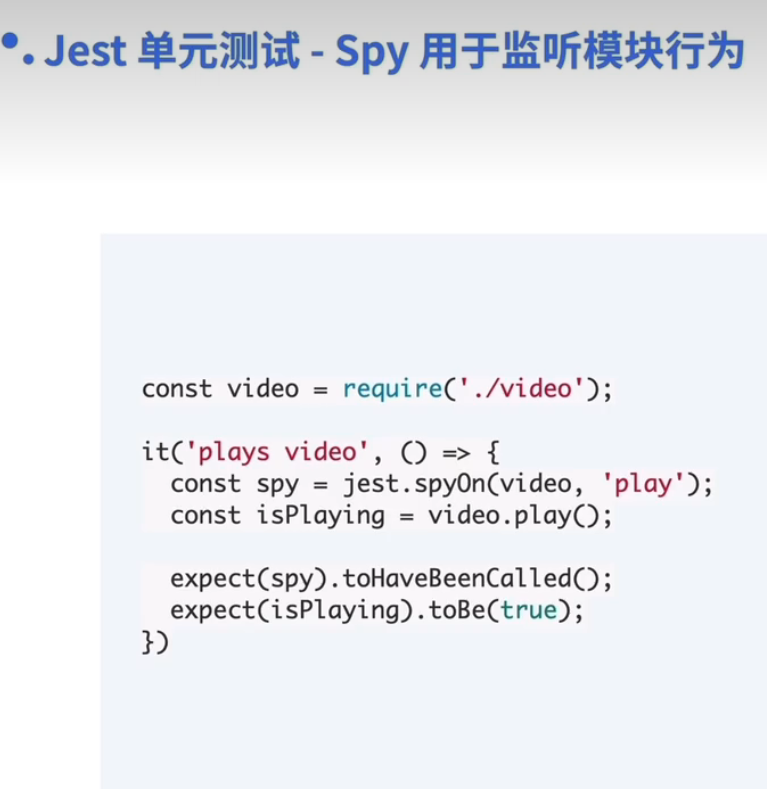 •. Jest 单元测试 - Spy 用于监听模块行为
const video = require('./video');
it('plays video', () => {
  const spy = jest.spyOn(video, 'play');
  const isPlaying = video.play();
  expect(spy).toHaveBeenCalled();
  expect(isPlaying).toBe(true);
})